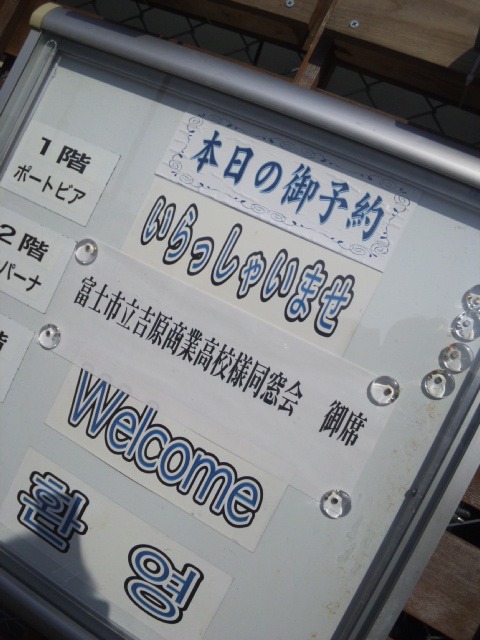 本日の御予約
1階
ポートピア
いらっしゃいませ
2階
バーナ
富士市立吉原商業高校様同窓会 御席
階
Welcome
환영